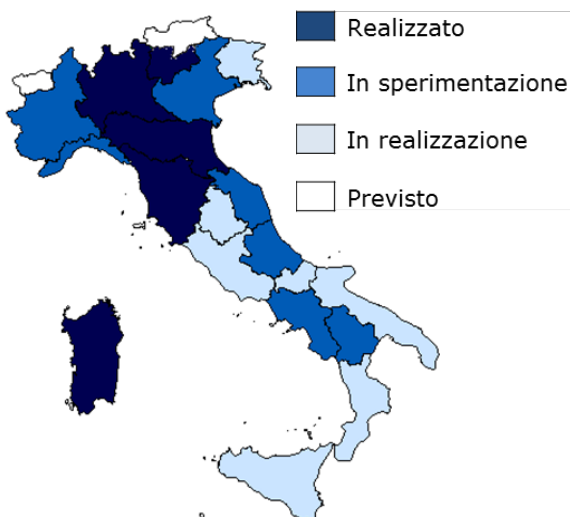 Realizzato
In sperimentazione
In realizzazione
Previsto